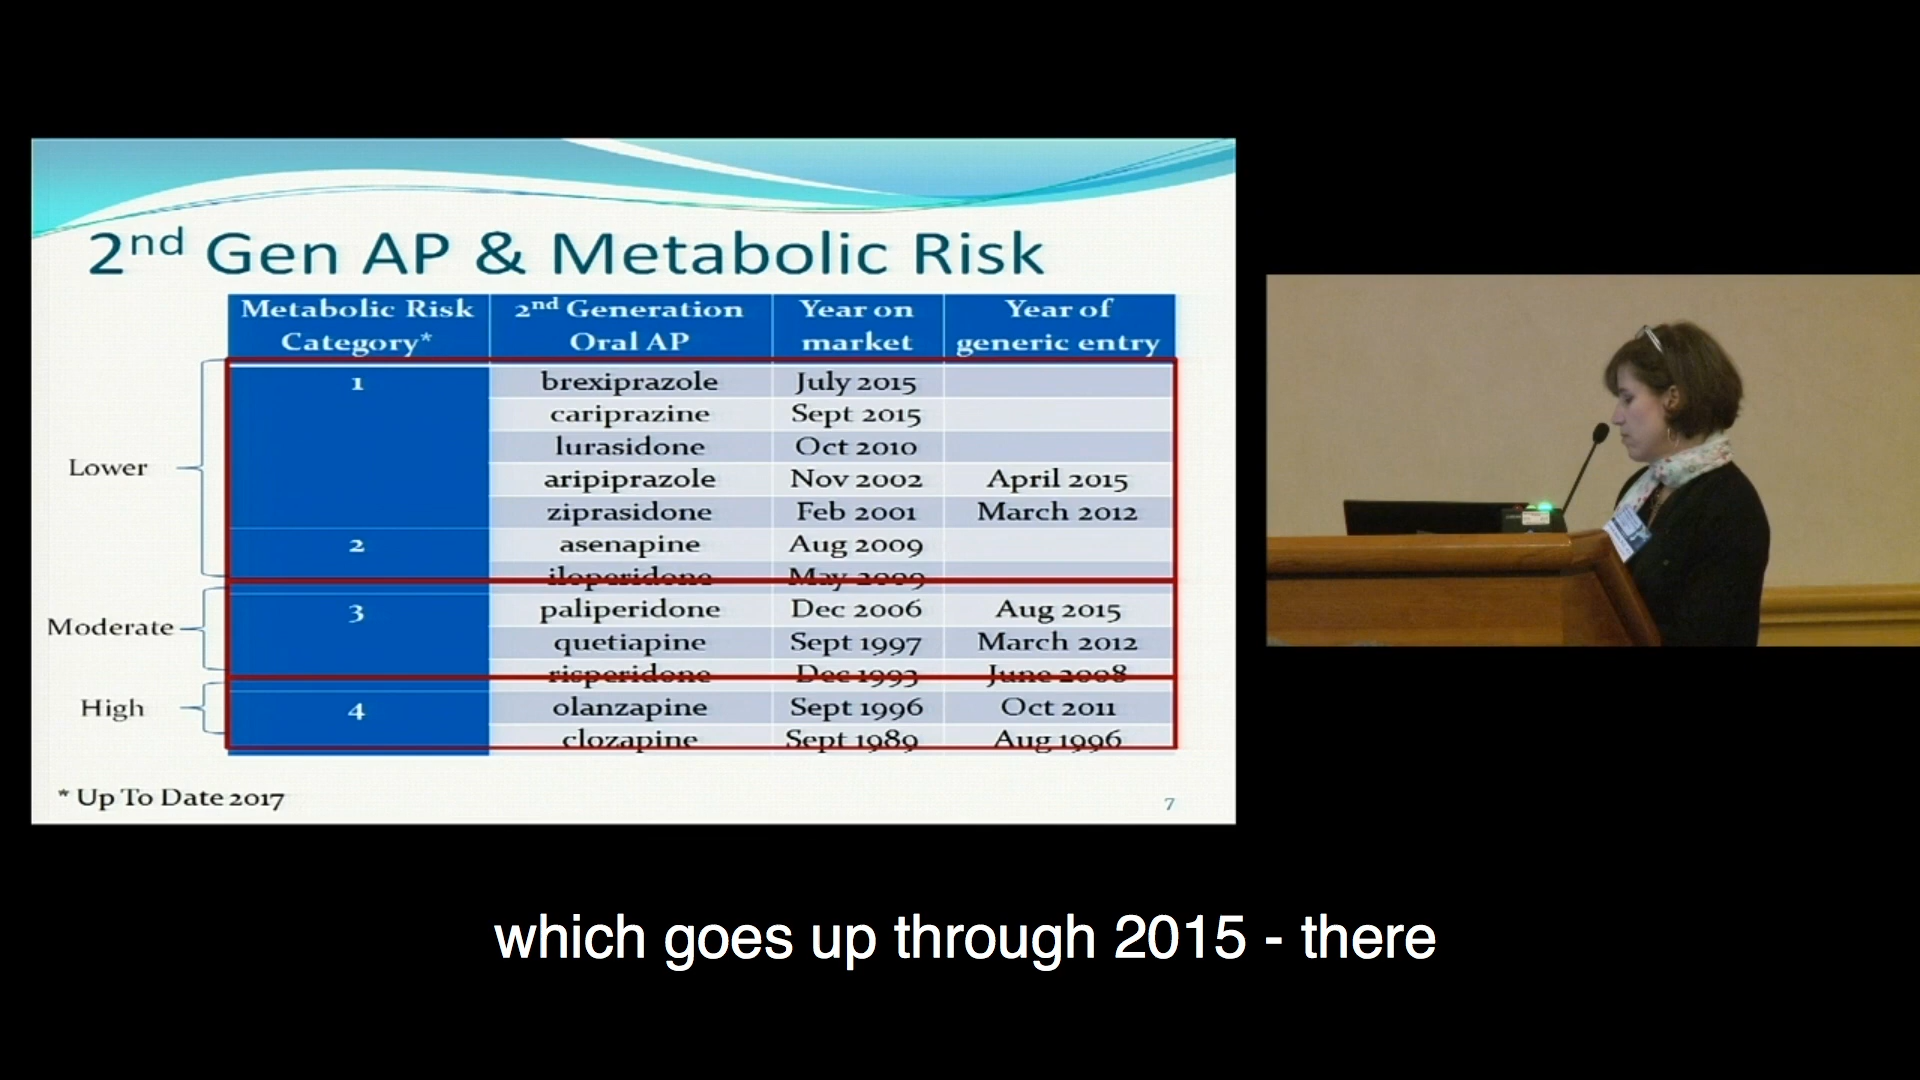 2nd Gen AP & Metabolic Risk
Metabolic Risk Category* 2nd Generation Oral AP Year on market Year of generic entry
Lower
1 brexiprazole July 2015
cariprazine Sept 2015
lurasidone Oct 2010
aripiprazole Nov 2002 April 2015
ziprasidone Feb 2001 March 2012
2 asenapine Aug 2009
iloperidone May 2009
Moderate
3 paliperidone Dec 2006 Aug 2015
quetiapine Sept 1997 March 2012
risperidone Dec 1993 June 2008
High
4 olanzapine Sept 1996 Oct 2011
clozapine Sept 1989 Aug 1996
* Up To Date 2017
7
which goes up through 2015 - there